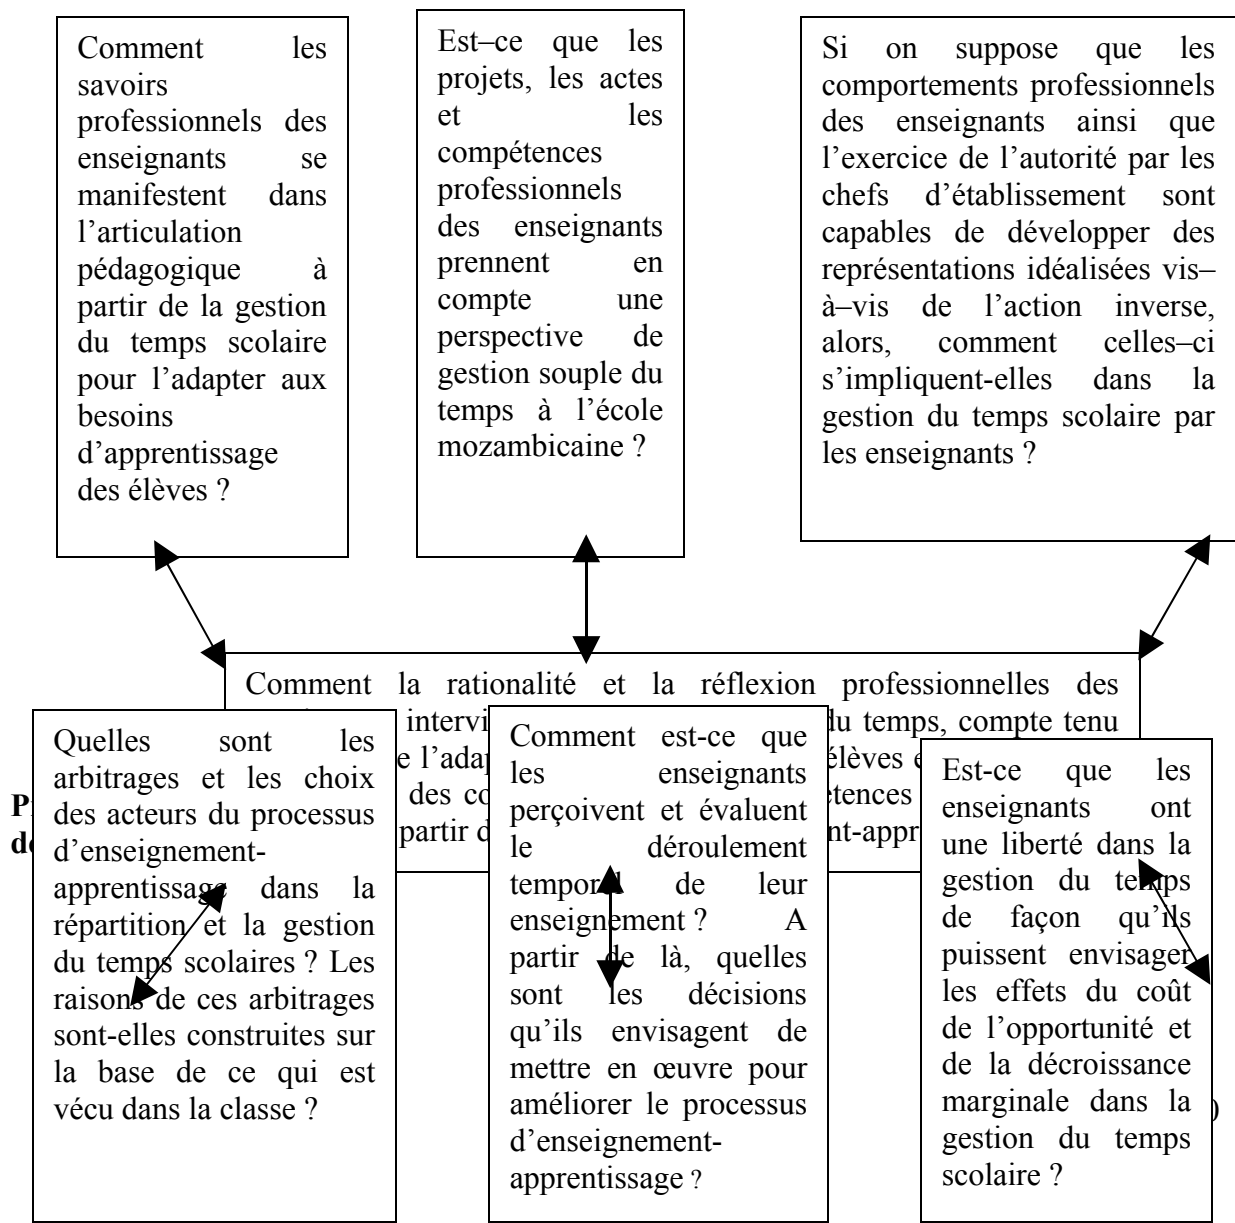 Comment les
savoirs
professionnels des
enseignants se
manifestent dans
l’articulation
pédagogique à
partir de la gestion
du temps scolaire
pour l’adapter aux
besoins
d’apprentissage
des élèves ?
Est–ce que les
projets, les actes
et les
compétences
professionnels
des enseignants
prennent en
compte une
perspective de
gestion souple du
temps à l’école
mozambicaine ?
Si on suppose que les
comportements professionnels
des enseignants ainsi que
l’exercice de l’autorité par les
chefs d’établissement sont
capables de développer des
représentations idéalisées vis–
à–vis de l’action inverse,
alors, comment celles–ci
s’impliquent-elles dans la
gestion du temps scolaire par
les enseignants ?
Comment la rationalité et la réflexion professionnelles des
du temps, compte tenu
des
partir
Quelles sont les
arbitrages et les choix
des acteurs du processus
d’enseignement-
apprentissage dans la
répartition et la gestion
du temps scolaires ? Les
raisons de ces arbitrages
sont-elles construites sur
la base de ce qui est
vécu dans la classe ?
Comment est-ce que
les enseignants
perçoivent et évaluent
le déroulement
temporel de leur
enseignement ? A
partir de là, quelles
sont les décisions
qu’ils envisagent de
mettre en œuvre pour
améliorer le processus
d’enseignement-
apprentissage ?
Est-ce que les
enseignants ont
une liberté dans la
gestion du temps
de façon qu’ils
puissent envisager
les effets du coût
de l’opportunité et
de la décroissance
marginale dans la
gestion du temps
scolaire ?